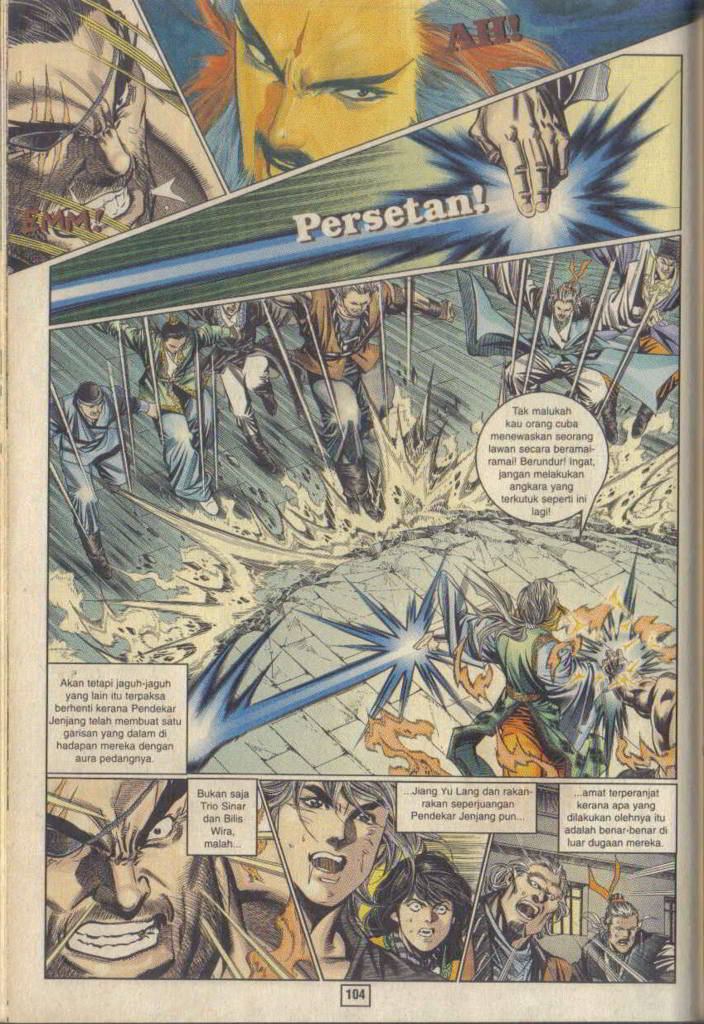 AH!
EMM!
Persetan!
Tak malukah
kau orang cuba
menewaskan seorang
lawan secara beramai-
ramai! Berundur! Ingat,
jangan melakukan
angkara yang
terkutuk seperti ini
lagi!
Akan tetapi jaguh-jaguh
yang lain itu terpaksa
berhenti kerana Pendekar
Jenjang telah membuat satu
garisan yang dalam di
hadapan mereka dengan
aura pedangnya.
Bukan saja
Trio Sinar
dan Bilis
Wira,
malah...
...Jiang Yu Lang dan rakan-
rakan seperjuangan
Pendekar Jenjang pun...
...amat terperanjat
kerana apa yang
dilakukan olehnya itu
adalah benar-benar di
luar dugaan mereka.
104